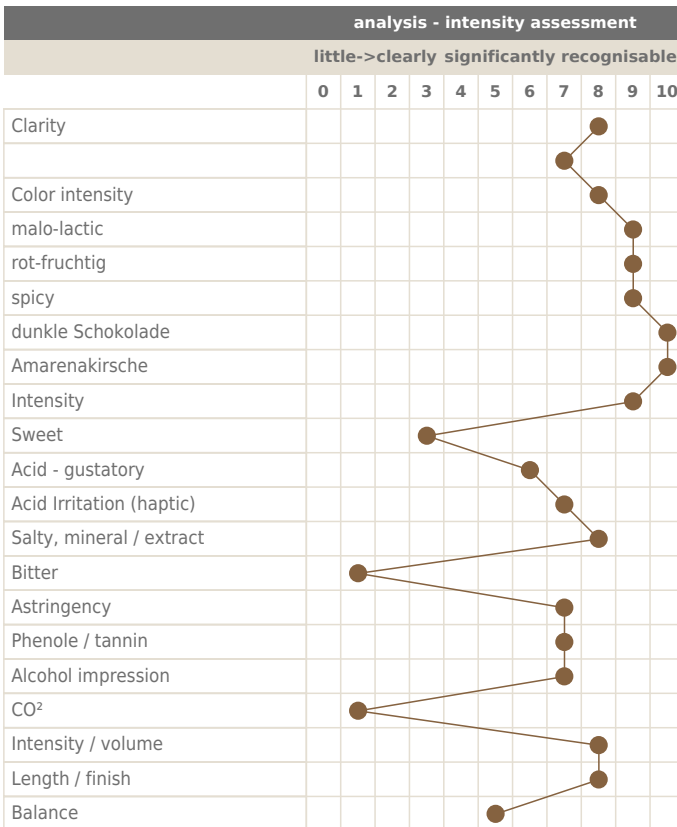 analysis - intensity assessment
little->clearly significantly recognisable
0 1 2 3 4 5 6 7 8 9 10
Clarity
Color intensity
malo-lactic
rot-fruchtig
spicy
dunkle Schokolade
Amarenakirsche
Intensity
Sweet
Acid - gustatory
Acid Irritation (haptic)
Salty, mineral / extract
Bitter
Astringency
Phenole / tannin
Alcohol impression
CO²
Intensity / volume
Length / finish
Balance